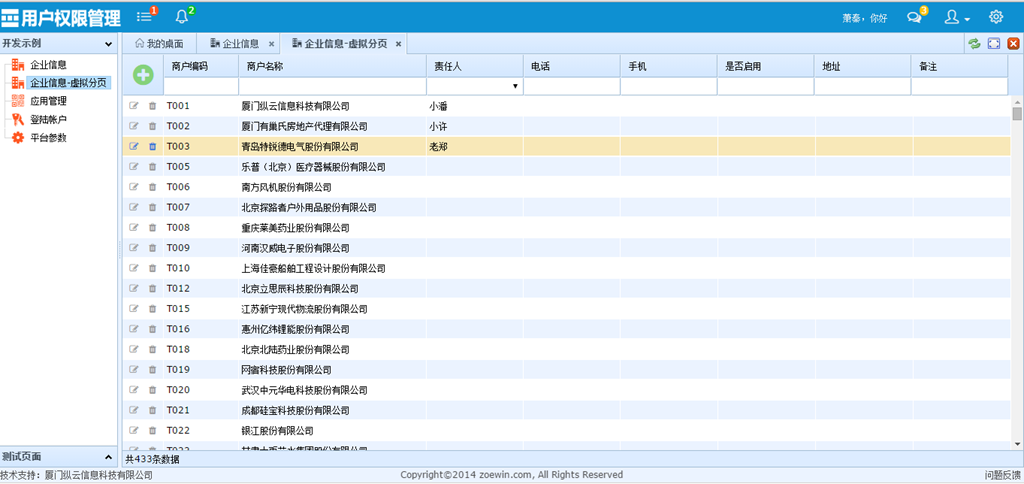 用户权限管理
1
2
萧秦，你好
3
开发示例
企业信息
企业信息-虚拟分页
应用管理
登陆帐户
平台参数
测试页面
我的桌面 企业信息 × 企业信息-虚拟分页 ×
商户编码 商户名称 责任人 电话 手机 是否启用 地址 备注
T001 厦门纵云信息科技有限公司 小潘
T002 厦门有巢氏房地产代理有限公司 小许
T003 青岛特锐德电气股份有限公司 老郑
T005 乐普（北京）医疗器械股份有限公司
T006 南方风机股份有限公司
T007 北京探路者户外用品股份有限公司
T008 重庆莱美药业股份有限公司
T009 河南汉威电子股份有限公司
T010 上海佳豪船舶工程设计股份有限公司
T012 北京立思辰科技股份有限公司
T015 江苏新宁现代物流股份有限公司
T016 惠州亿纬锂能股份有限公司
T018 北京北陆药业股份有限公司
T019 网宿科技股份有限公司
T020 武汉中元华电科技股份有限公司
T021 成都硅宝科技股份有限公司
T022 银江股份有限公司
共433条数据
技术支持：厦门纵云信息科技有限公司
Copyright©2014 zoewin.com, All Rights Reserved
问题反馈